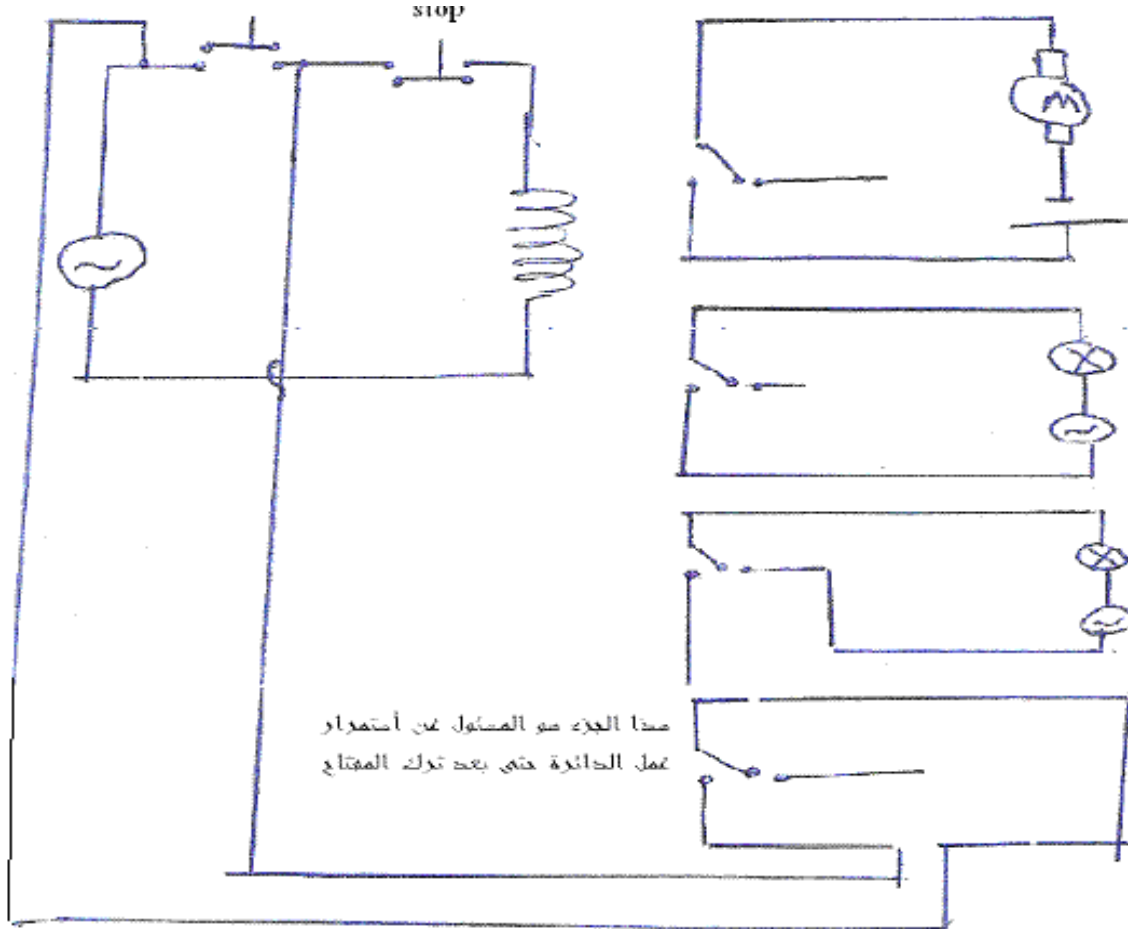 stop
M
هذا الجزء هو المسئول عن أستمرار
عمل الدائرة حتى بعد ترك المفتاح